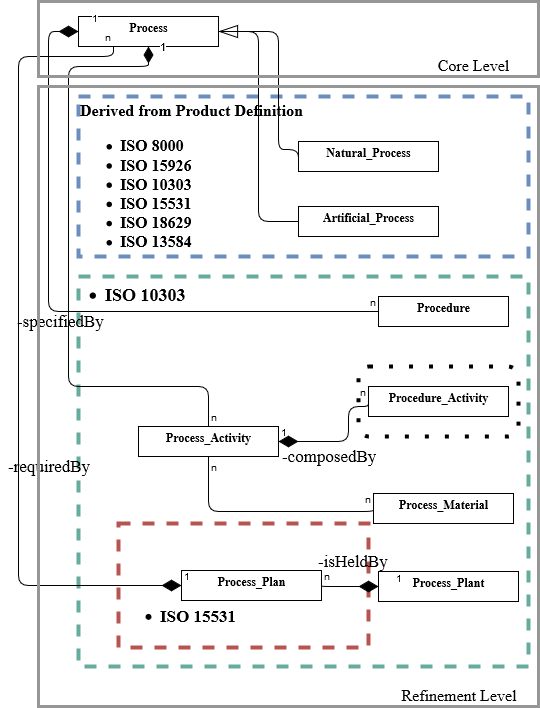 1
Process
n
1
Core Level
Derived from Product Definition
• ISO 8000
• ISO 15926
• ISO 10303
• ISO 15531
• ISO 18629
• ISO 13584
Natural_Process
Artificial_Process
• ISO 10303
n
Procedure
-specifiedBy
n
Procedure_Activity
n
1
Process_Activity
-composedBy
-requiredBy
n
n
Process_Material
-isHeldBy
1
Process_Plan
n
1
Process_Plant
• ISO 15531
Refinement Level